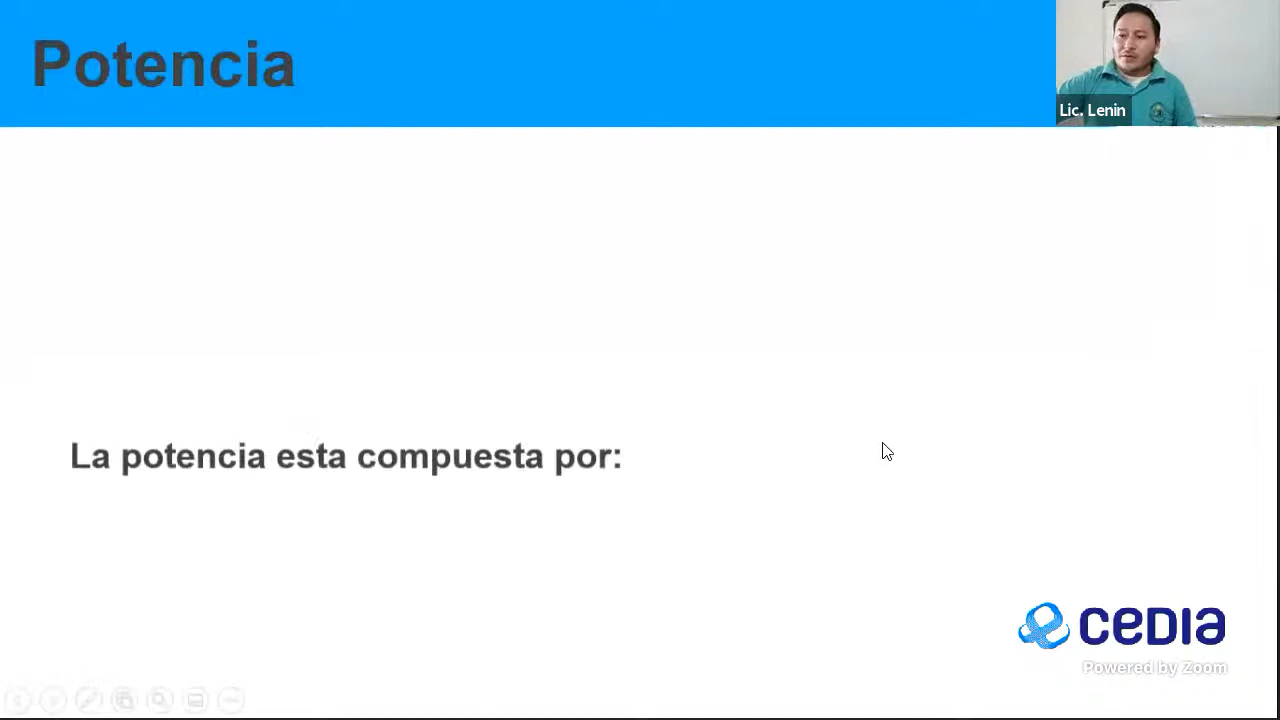 Potencia
Lic. Lenin
La potencia esta compuesta por:
CEDIA
Powered by Zoom